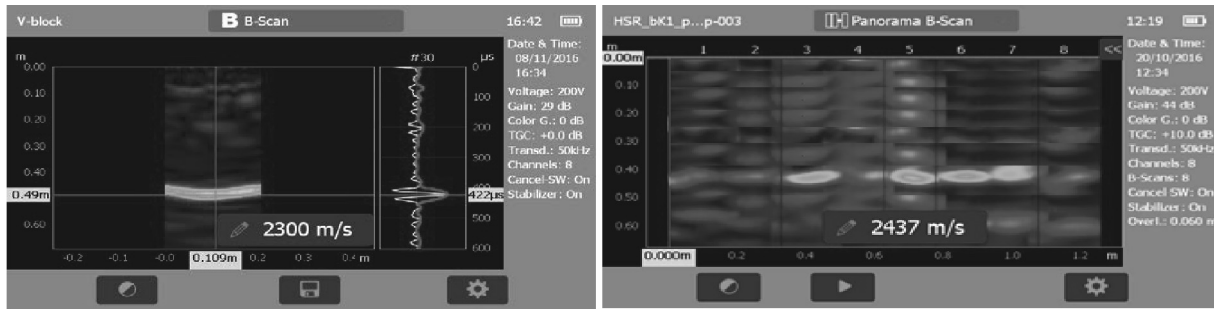 V-block
B B-Scan
16:42
m
0.00
0.10
0.20
0.30
0.40
0.49m
0.60
-0.2 -0.1 -0.0 0.109m 0.2 0.3 0.4 m
2300 m/s
#30
µs
0
100
200
300
422µs
500
600
Date & Time:
08/11/2016
16:34
Voltage: 200V
Gain: 29 dB
Color G.: 0 dB
TGC: +0.0 dB
Transd.: 50kHz
Channels: 8
Cancel-SW: On
Stabilizer: On
HSR_bK1_p...p-003
Panorama B-Scan
12:19
m
1 2 3 4 5 6 7 8 <<
0.00m
0.10
0.20
0.30
0.40
0.50
0.60
2437 m/s
0.000m 0.2 0.4 0.6 0.8 1.0 1.2 m
Date & Time:
20/10/2016
12:34
Voltage: 200V
Gain: 44 dB
Color G.: 0 dB
TGC: +10.0 dB
Transd.: 50kHz
Channels: 8
B-Scans: 8
Cancel SW: On
Stabilizer: On
Overl.: 0.060 m